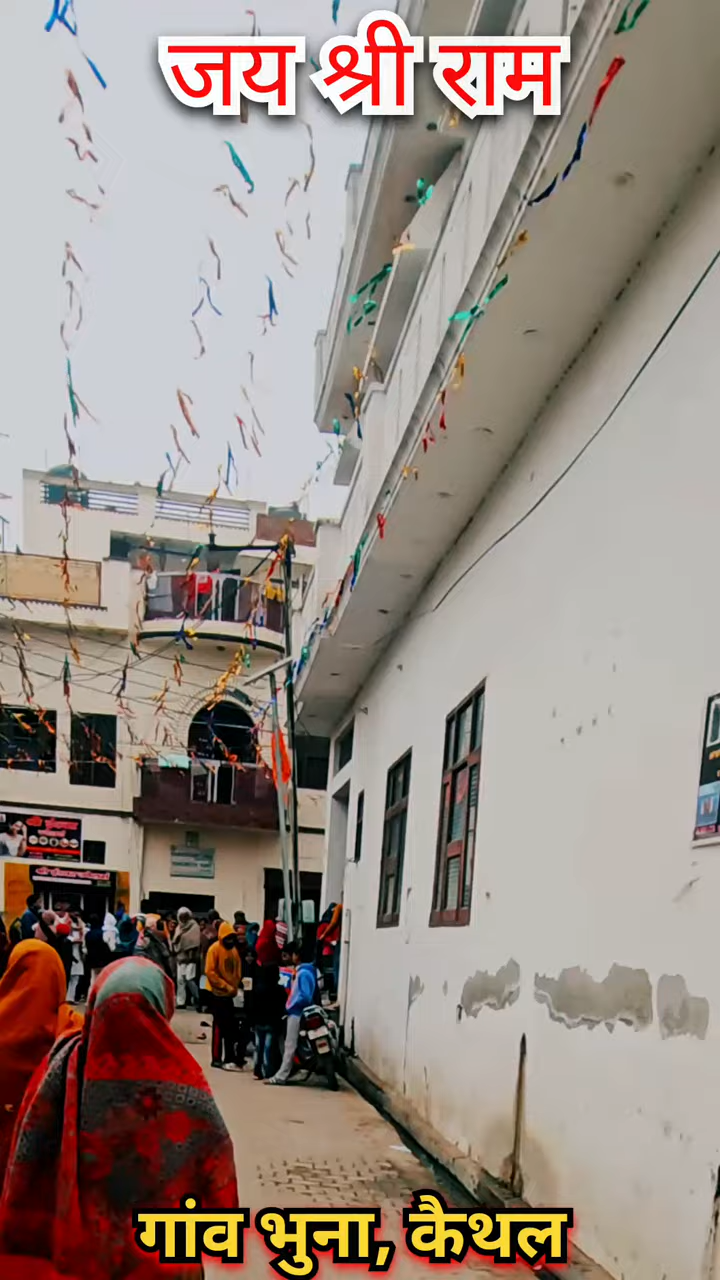 जय श्री राम
गांव भुना, कैथल